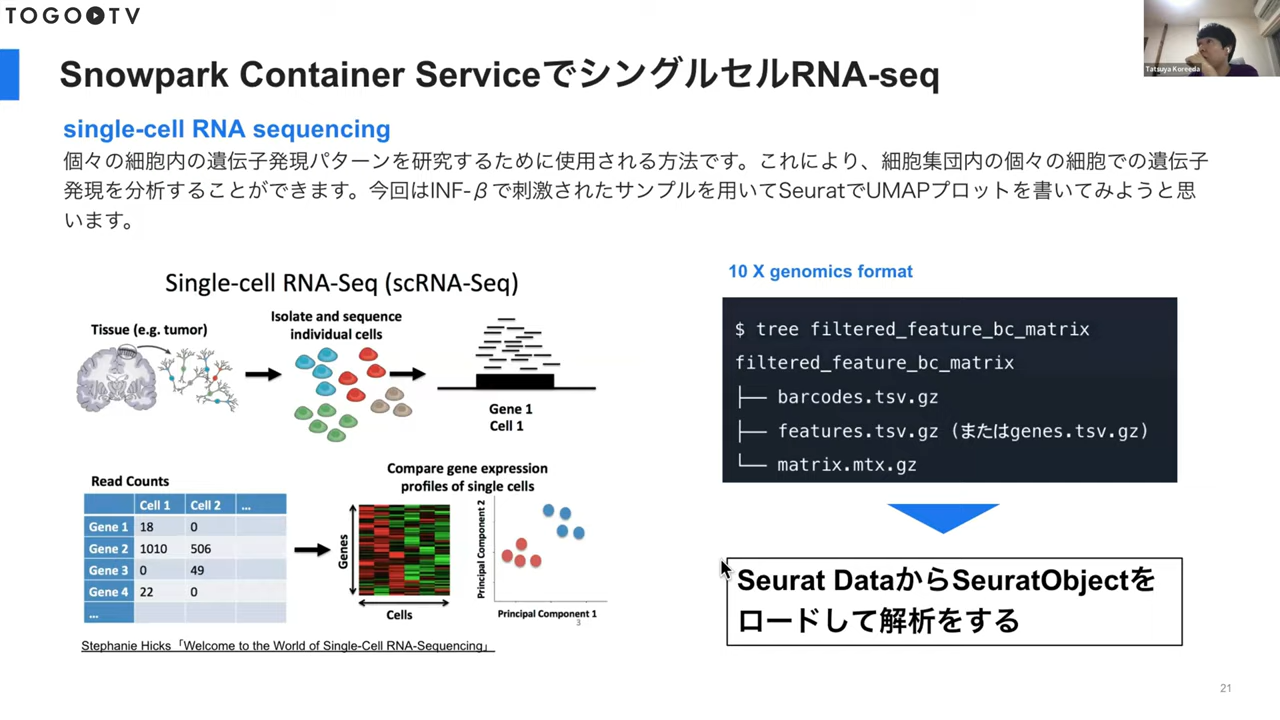 TOGO TV
Tatsuya Koreeda
Snowpark Container ServiceでシングルセルRNA-seq
single-cell RNA sequencing
個々の細胞内の遺伝子発現パターンを研究するために使用される方法です。これにより、細胞集団内の個々の細胞での遺伝子
発現を分析することができます。今回はINF-βで刺激されたサンプルを用いてSeuratでUMAPプロットを書いてみようと思
います。
Single-cell RNA-Seq (scRNA-Seq)
Tissue (e.g. tumor)
Isolate and sequence
individual cells
Gene 1
Cell 1
Read Counts
Cell 1 Cell 2 ...
Gene 1 18 0
Gene 2 1010 506
Gene 3 0 49
Gene 4 22 0
...
Compare gene expression
profiles of single cells
Genes
Cells
Principal Component 2
Principal Component 1
3
Stephanie Hicks「Welcome to the World of Single-Cell RNA-Sequencing」
10 X genomics format
$ tree filtered_feature_bc_matrix
filtered_feature_bc_matrix
├── barcodes.tsv.gz
├── features.tsv.gz (またはgenes.tsv.gz)
└── matrix.mtx.gz
Seurat DataからSeuratObjectを
ロードして解析をする
21